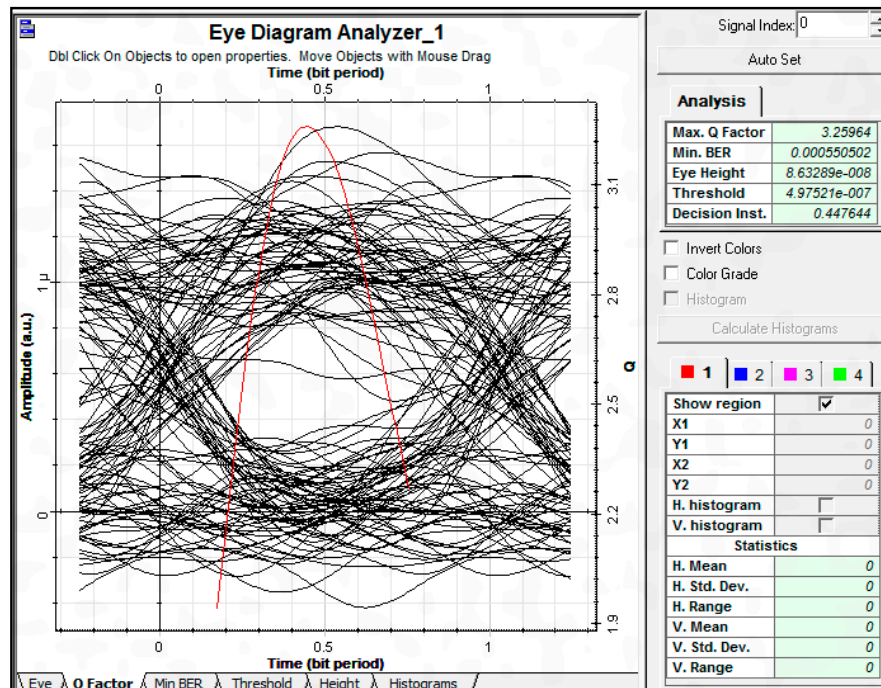 Eye Diagram Analyzer_1
Dbl Click On Objects to open properties. Move Objects with Mouse Drag
Time (bit period)
0 0.5 1
Amplitude (a.u.)
1 µ
0
Q
3.1
2.8
2.5
2.2
1.9
0 0.5 1
Time (bit period)
Eye Q Factor Min BER Threshold Height Histograms
Signal Index: 0
Auto Set
Analysis
Max. Q Factor 3.25964
Min. BER 0.000550502
Eye Height 8.63289e-008
Threshold 4.97521e-007
Decision Inst. 0.447644
Invert Colors
Color Grade
Histogram
Calculate Histograms
1 2 3 4
Show region
X1 0
Y1 0
X2 0
Y2 0
H. histogram
V. histogram
Statistics
H. Mean 0
H. Std. Dev. 0
H. Range 0
V. Mean 0
V. Std. Dev. 0
V. Range 0